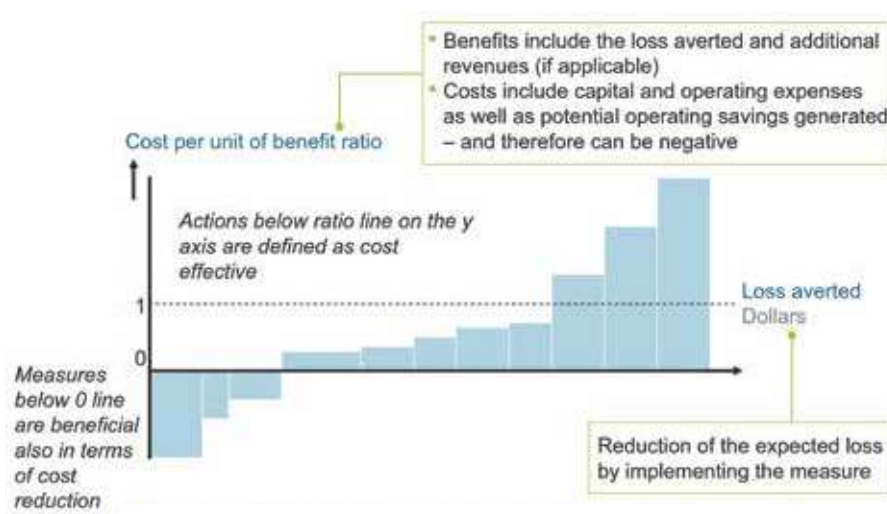 • Benefits include the loss averted and additional
revenues (if applicable)
• Costs include capital and operating expenses
as well as potential operating savings generated
– and therefore can be negative
Cost per unit of benefit ratio
Actions below ratio line on the y
axis are defined as cost
effective
1
Loss averted
Dollars
0
Measures
below 0 line
are beneficial
also in terms
of cost
reduction
Reduction of the expected loss
by implementing the measure